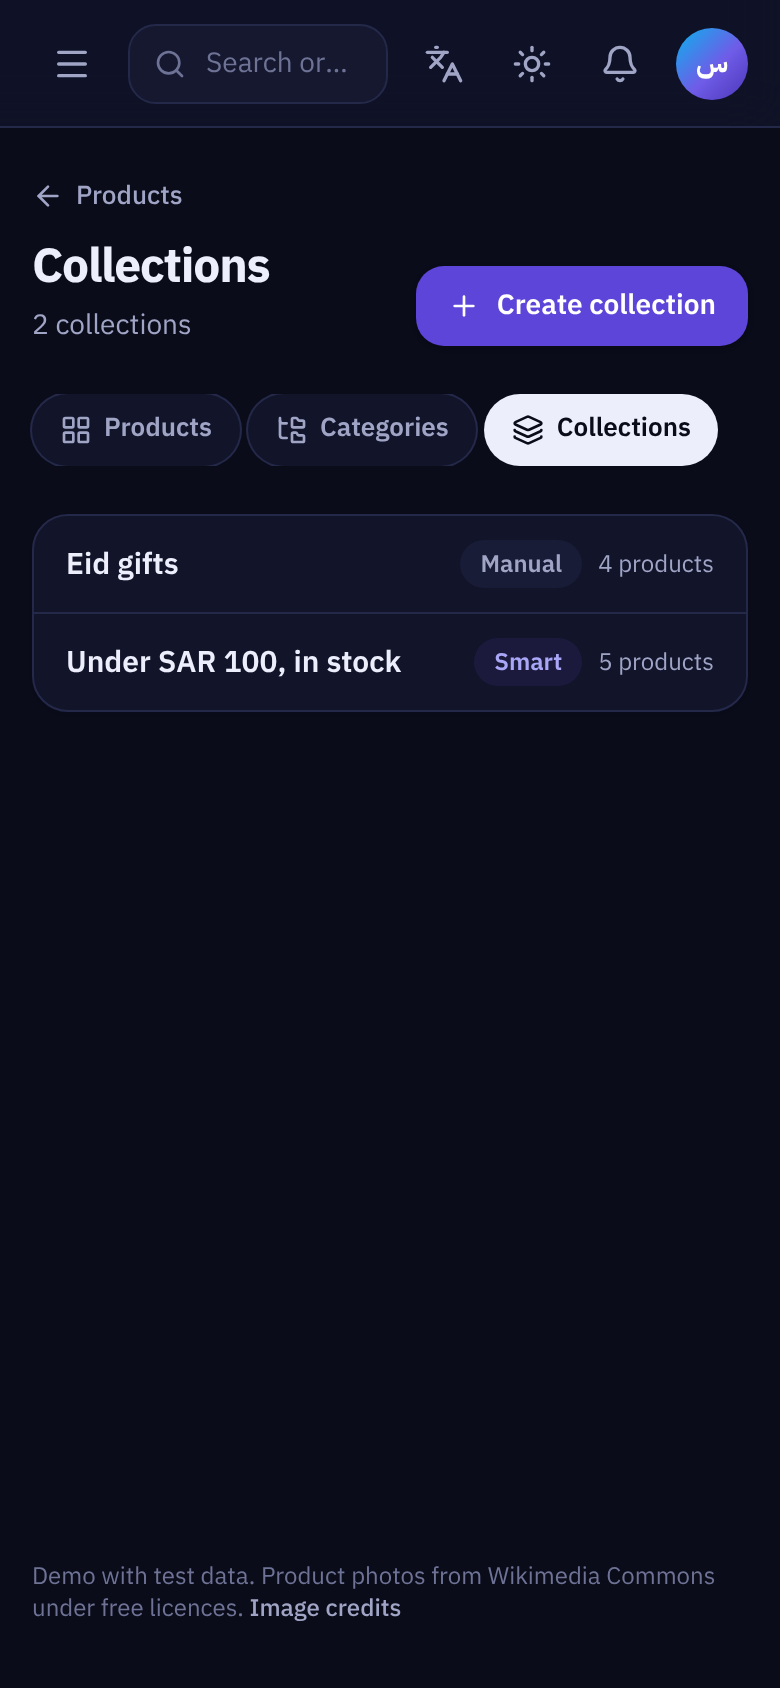 Search or...
س
Products
Collections
2 collections
Create collection
Products
Categories
Collections
Eid gifts
Manual
4 products
Under SAR 100, in stock
Smart
5 products
Demo with test data. Product photos from Wikimedia Commons
under free licences. Image credits